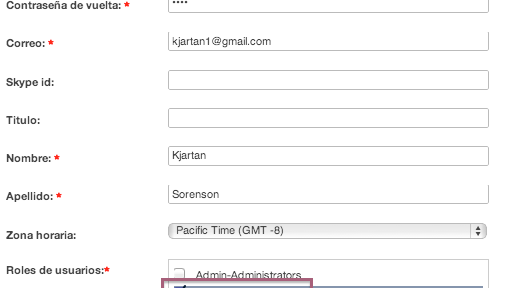 Contraseña de vuelta: * ••••
Correo: * kjartan1@gmail.com
Skype id:
Titulo:
Nombre: * Kjartan
Apellido: * Sorenson
Zona horaria: Pacific Time (GMT -8)
Roles de usuarios:* Admin-Administrators